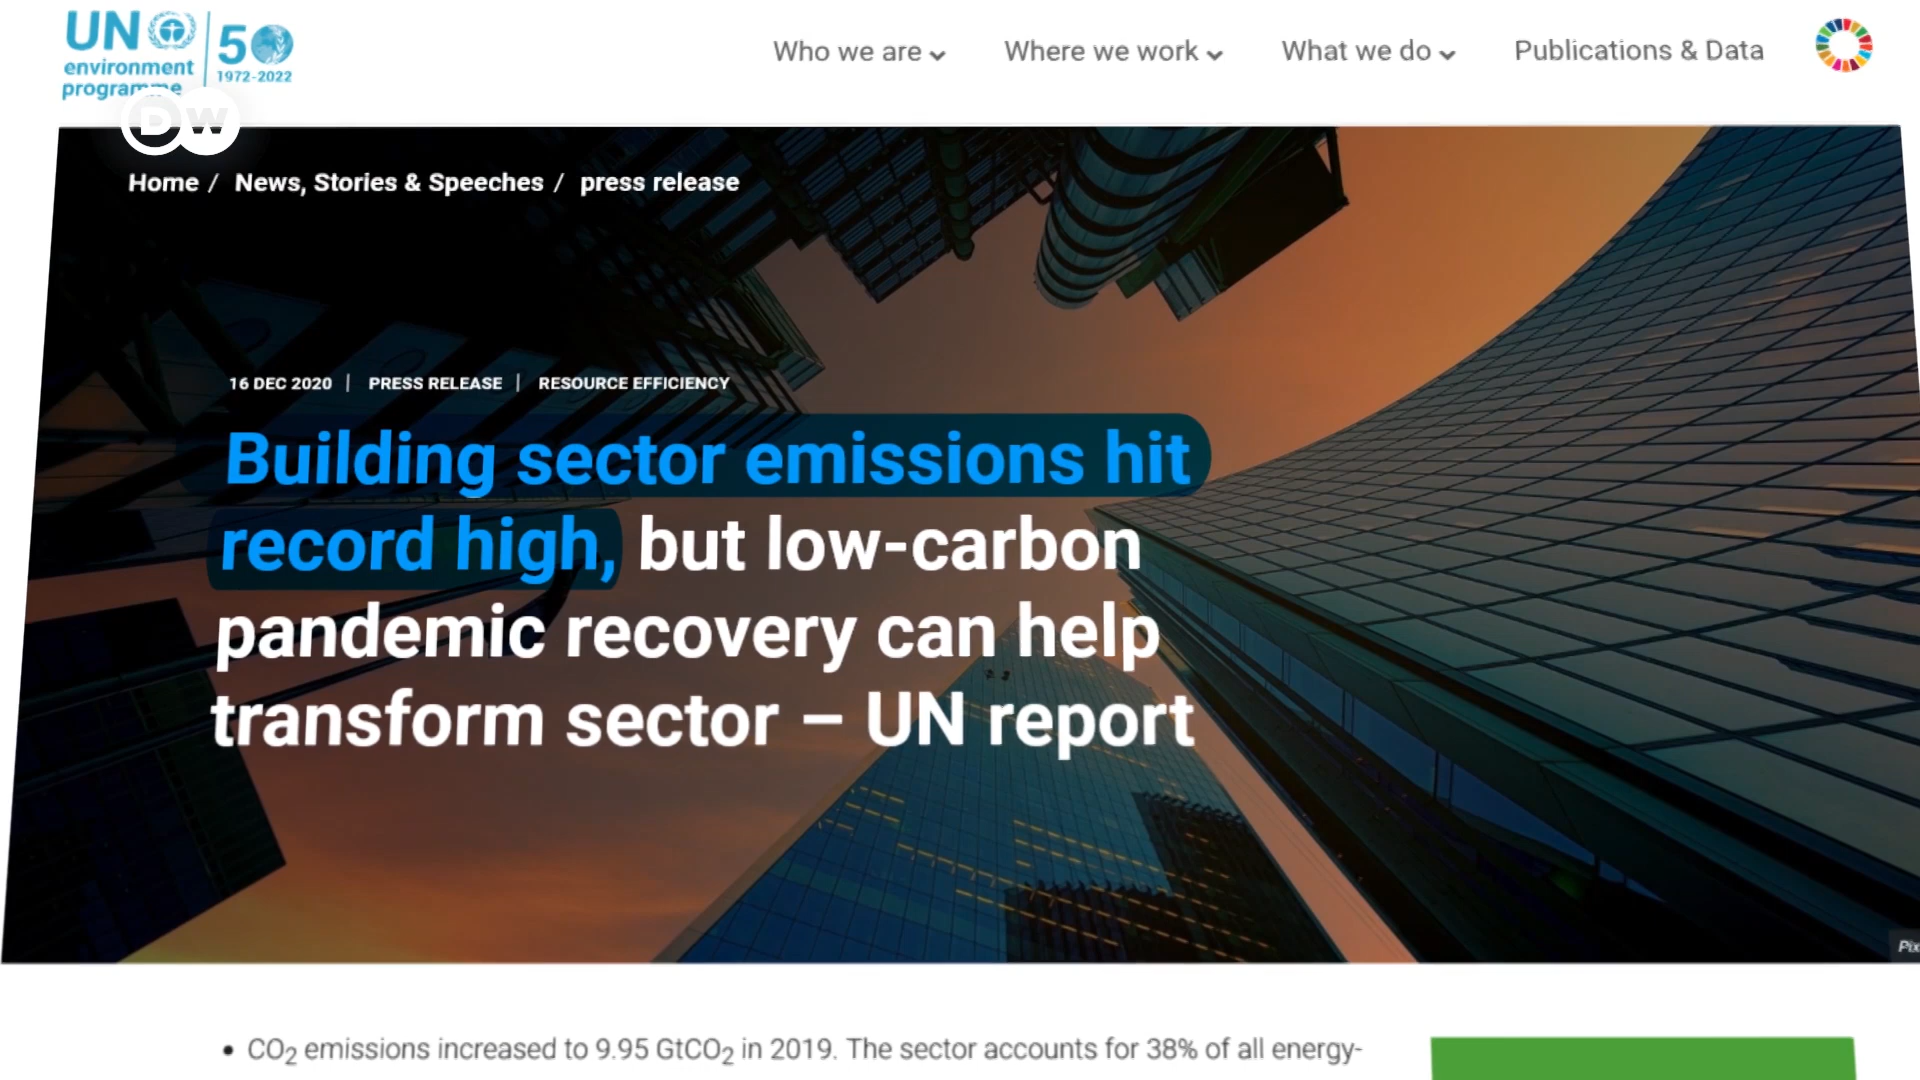 UN
environment
programme
50
1972-2022
Who we are
Where we work
What we do
Publications & Data
DW
Home / News, Stories & Speeches / press release
16 DEC 2020 | PRESS RELEASE | RESOURCE EFFICIENCY
Building sector emissions hit
record high, but low-carbon
pandemic recovery can help
transform sector – UN report
• CO₂ emissions increased to 9.95 GtCO₂ in 2019. The sector accounts for 38% of all energy-